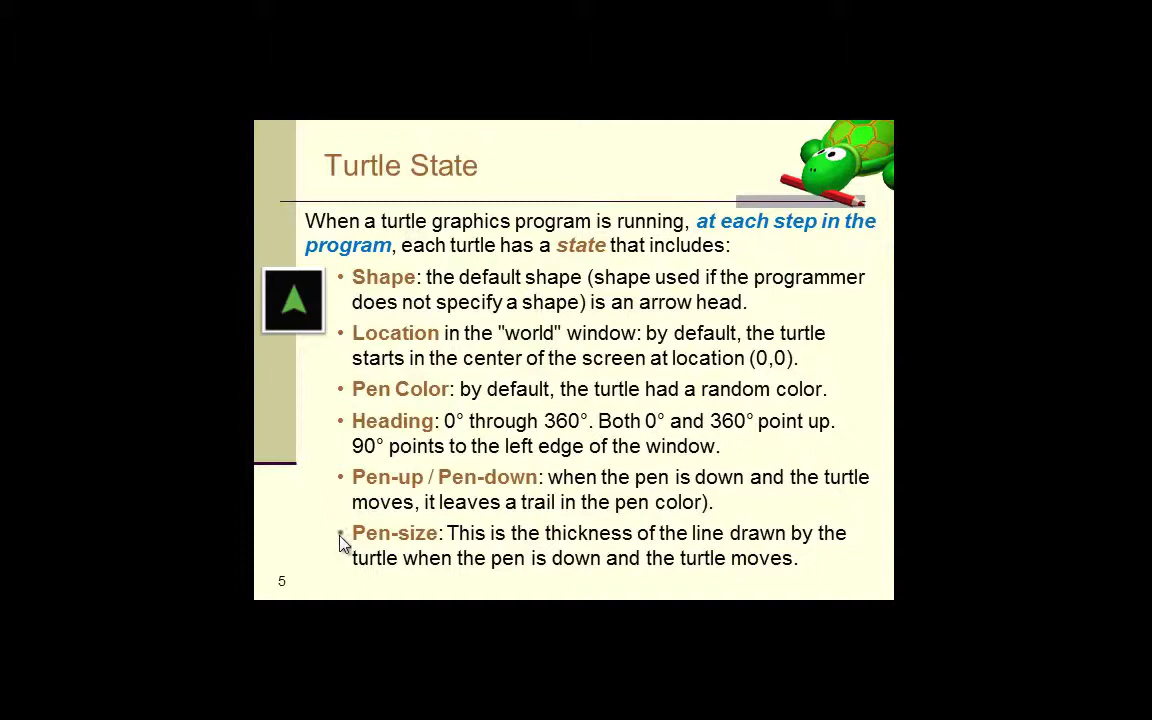 Turtle State
When a turtle graphics program is running, at each step in the
program, each turtle has a state that includes:
• Shape: the default shape (shape used if the programmer
does not specify a shape) is an arrow head.
• Location in the "world" window: by default, the turtle
starts in the center of the screen at location (0,0).
• Pen Color: by default, the turtle had a random color.
• Heading: 0° through 360°. Both 0° and 360° point up.
90° points to the left edge of the window.
• Pen-up / Pen-down: when the pen is down and the turtle
moves, it leaves a trail in the pen color).
• Pen-size: This is the thickness of the line drawn by the
turtle when the pen is down and the turtle moves.
5